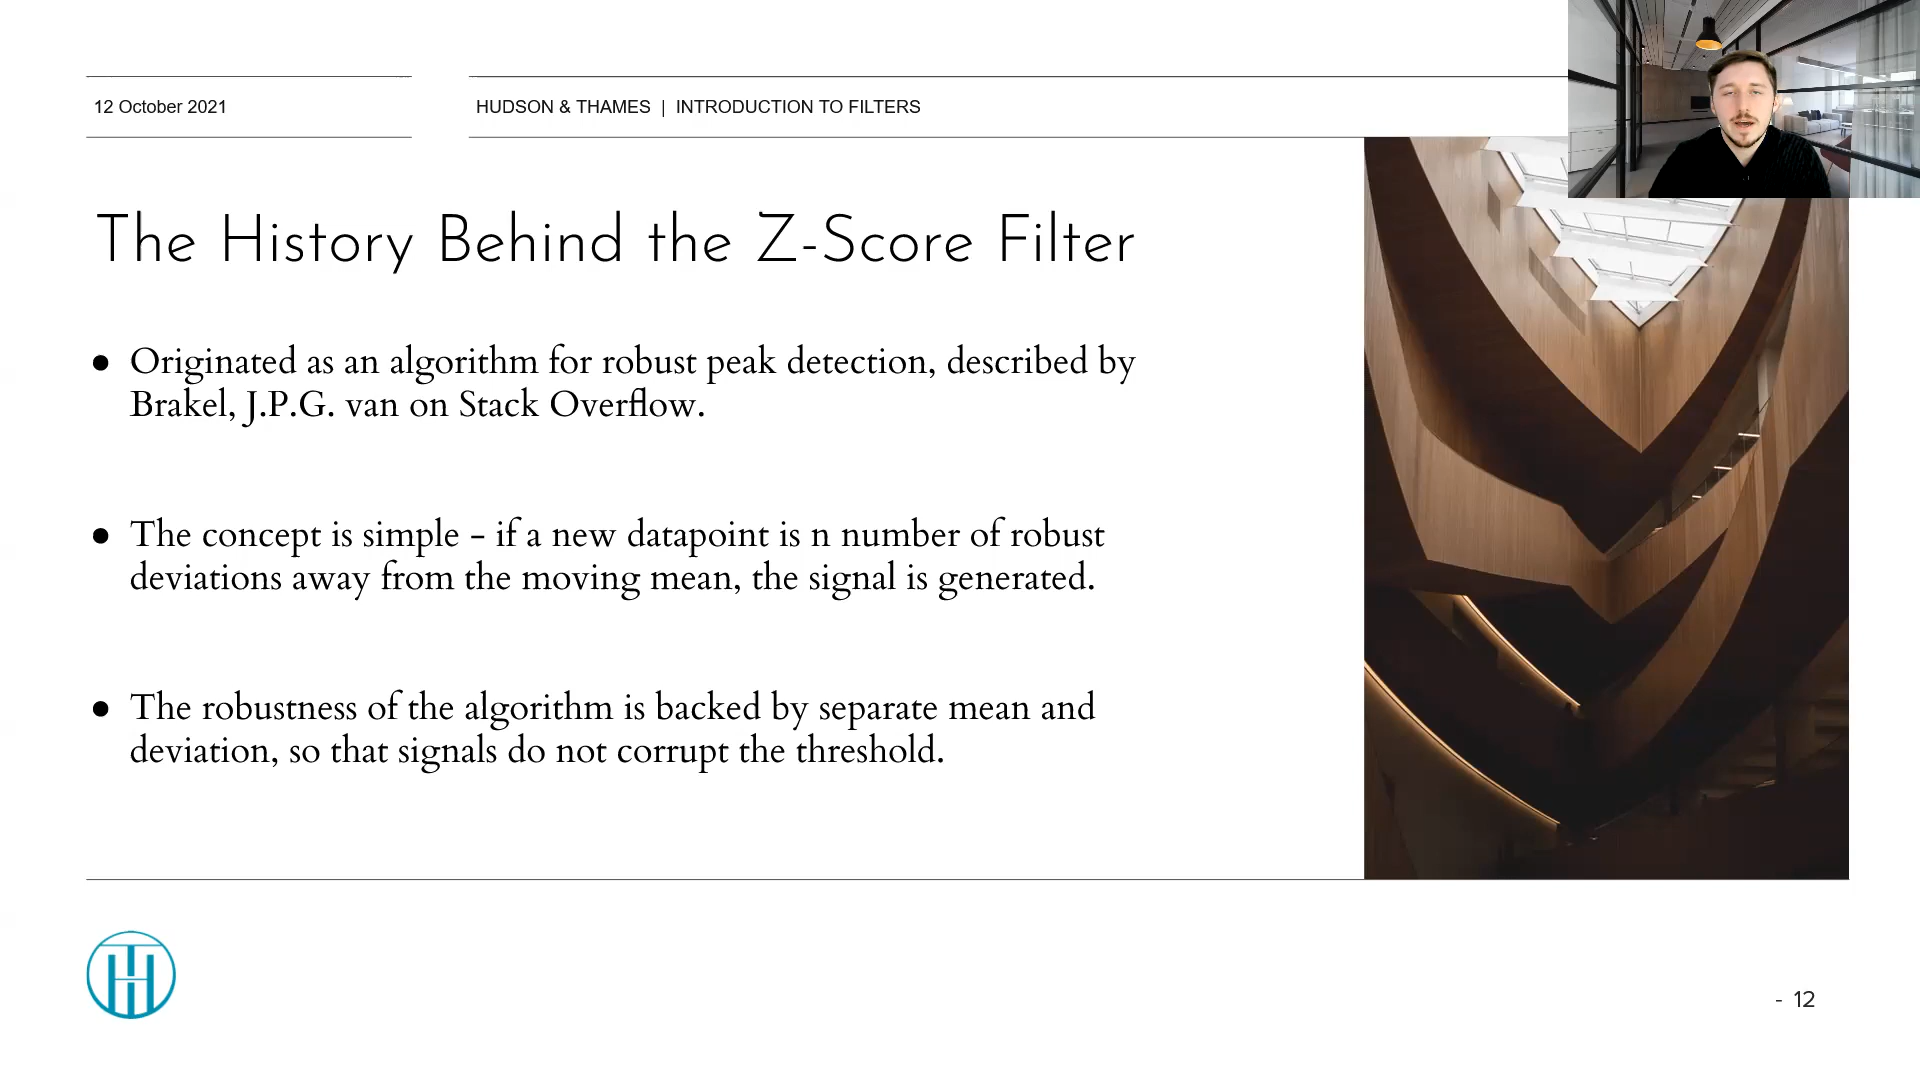 12 October 2021
HUDSON & THAMES | INTRODUCTION TO FILTERS
The History Behind the Z-Score Filter
● Originated as an algorithm for robust peak detection, described by
Brakel, J.P.G. van on Stack Overflow.
● The concept is simple - if a new datapoint is n number of robust
deviations away from the moving mean, the signal is generated.
● The robustness of the algorithm is backed by separate mean and
deviation, so that signals do not corrupt the threshold.
- 12